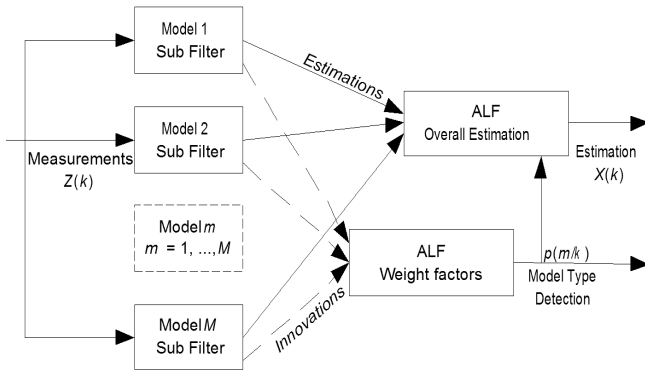 Model 1
Sub Filter
Model 2
Sub Filter
Measurements
Z(k)
Model m
m = 1, ...,M
Model M
Sub Filter
Estimations
Innovations
ALF
Overall Estimation
Estimation
X(k)
ALF
Weight factors
p(m/k)
Model Type
Detection